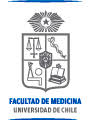 FACULTAD DE MEDICINA
UNIVERSIDAD DE CHILE